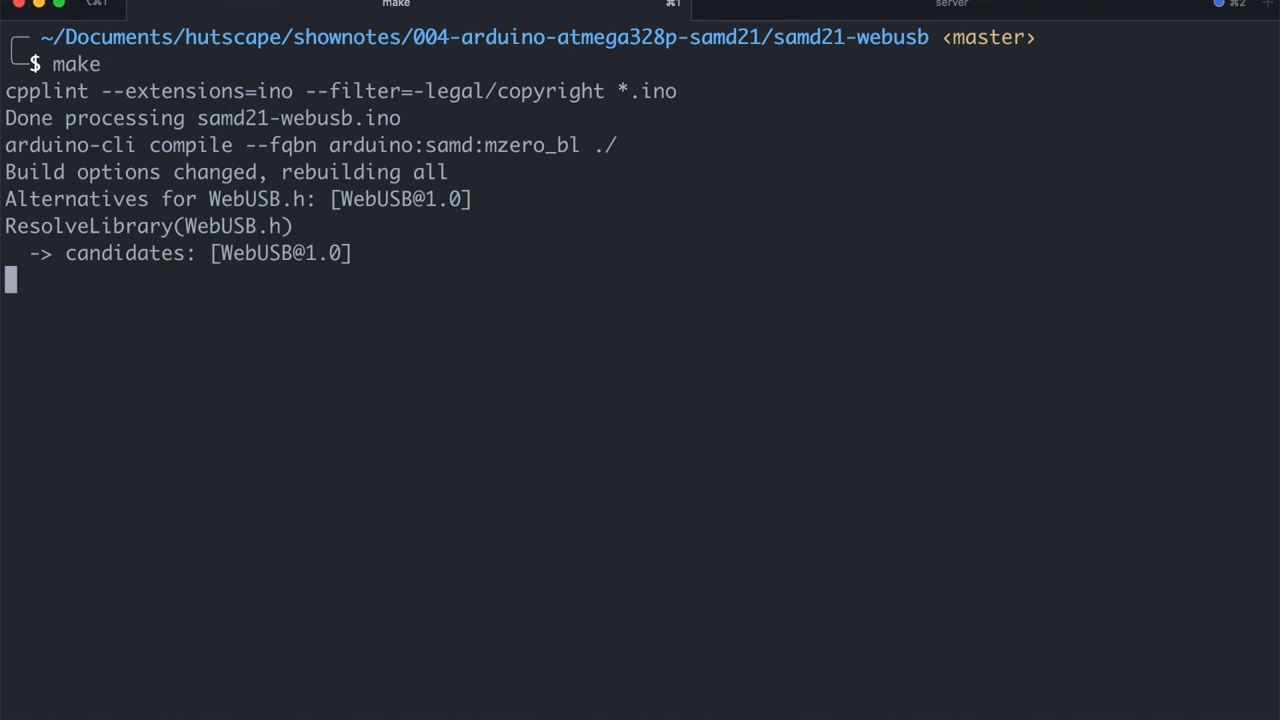 make ⌘1 server ⌘2
~/Documents/hutscape/shownotes/004-arduino-atmega328p-samd21/samd21-webusb ‹master›
$ make
cpplint --extensions=ino --filter=-legal/copyright *.ino
Done processing samd21-webusb.ino
arduino-cli compile --fqbn arduino:samd:mzero_bl ./
Build options changed, rebuilding all
Alternatives for WebUSB.h: [WebUSB@1.0]
ResolveLibrary(WebUSB.h)
-> candidates: [WebUSB@1.0]